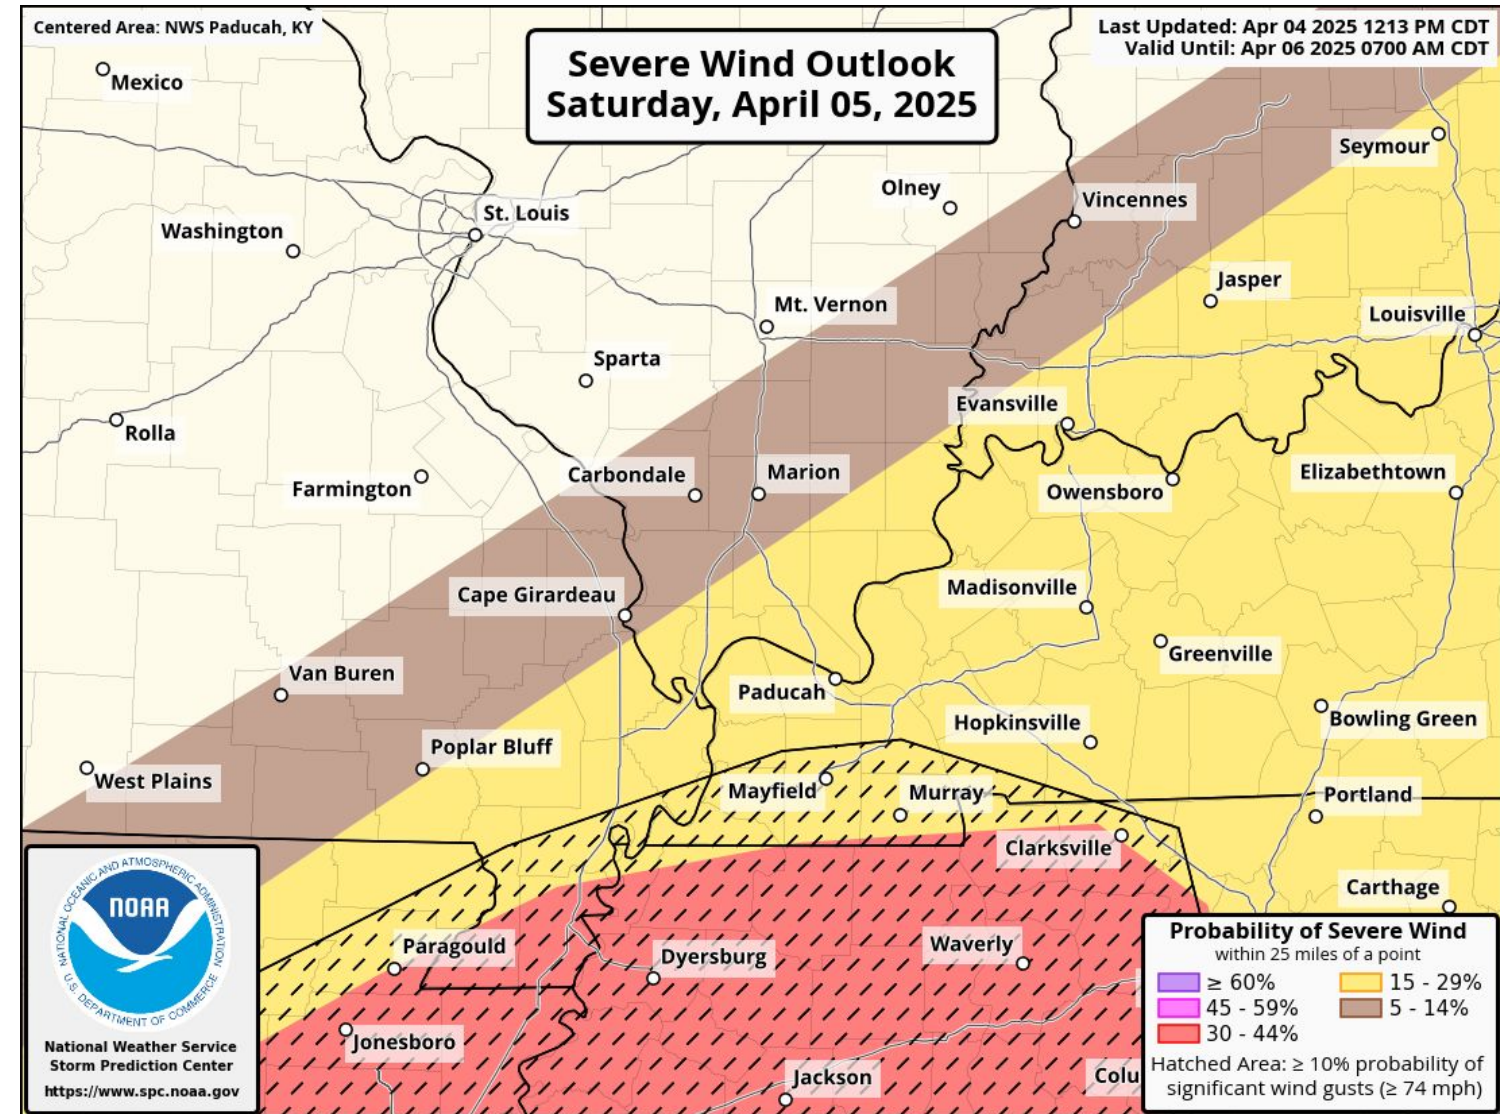 Centered Area: NWS Paducah, KY
Last Updated: Apr 04 2025 1213 PM CDT
Valid Until: Apr 06 2025 0700 AM CDT
Severe Wind Outlook
Saturday, April 05, 2025
Mexico
Seymour
Olney
Vincennes
St. Louis
Washington
Jasper
Mt. Vernon
Louisville
Sparta
Evansville
Rolla
Carbondale
Marion
Elizabethtown
Farmington
Owensboro
Cape Girardeau
Madisonville
Greenville
Van Buren
Paducah
Hopkinsville
Bowling Green
Poplar Bluff
West Plains
Mayfield
Murray
Portland
Clarksville
Carthage
Paragould
Dyersburg
Waverly
Jonesboro
Jackson
Colu
NATIONAL OCEANIC AND ATMOSPHERIC ADMINISTRATION
NOAA
U.S. DEPARTMENT OF COMMERCE
National Weather Service
Storm Prediction Center
https://www.spc.noaa.gov
Probability of Severe Wind
within 25 miles of a point
≥ 60% 15 - 29%
45 - 59% 5 - 14%
30 - 44%
Hatched Area: ≥ 10% probability of
significant wind gusts (≥ 74 mph)